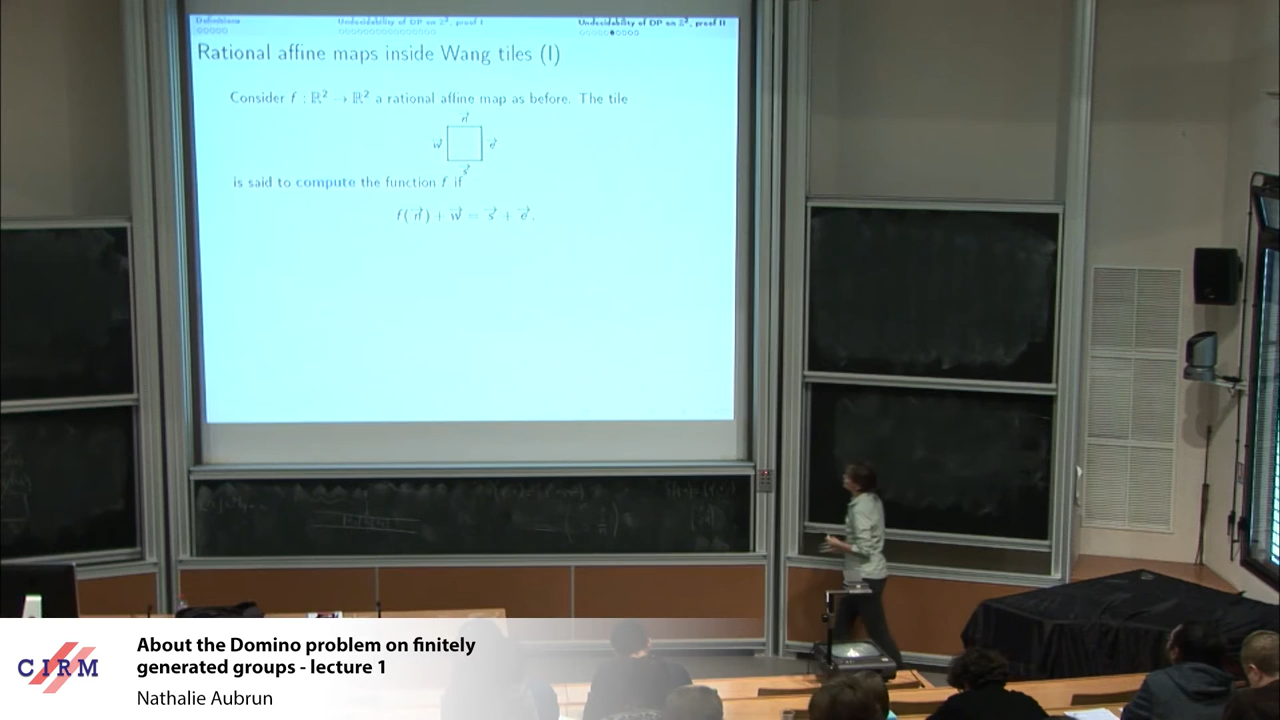 Definitions
Undecidability of DP on ℤ², proof I
Undecidability of DP on ℤ², proof II
Rational affine maps inside Wang tiles (I)
Consider f : ℝ² → ℝ² a rational affine map as before. The tile
n⃗
w⃗ e⃗
s⃗
is said to compute the function f if
f(n⃗) + w⃗ = s⃗ + e⃗.
CIRM
About the Domino problem on finitely
generated groups - lecture 1
Nathalie Aubrun